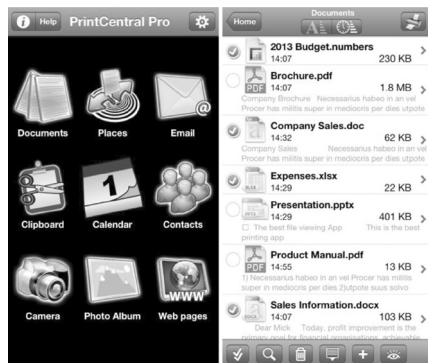 i Help PrintCentral Pro
Documents Places Email
Clipboard Calendar Contacts
Camera Photo Album Web pages
Home Documents
2013 Budget.numbers
14:07 230 KB
Brochure.pdf
14:07 1.8 MB
Company Brochure Necessarius habeo in an vel
Procer has militis super in mediocris per dies utpote
Company Sales.doc
14:32 62 KB
Company Sales Necessarius habeo in an vel
Procer has militis super in mediocris per dies utpote
Expenses.xlsx
14:29 22 KB
Presentation.pptx
14:29 401 KB
The best file viewing App This is the best
printing app
Product Manual.pdf
14:55 13 KB
1) Necessarius habeo in an vel Procer has militis
super in mediocris per dies 2)utpote suus solvo
Sales Information.docx
14:07 103 KB
Dear Mick Today, profit improvement is the
primary goal for financial organisations, achievable